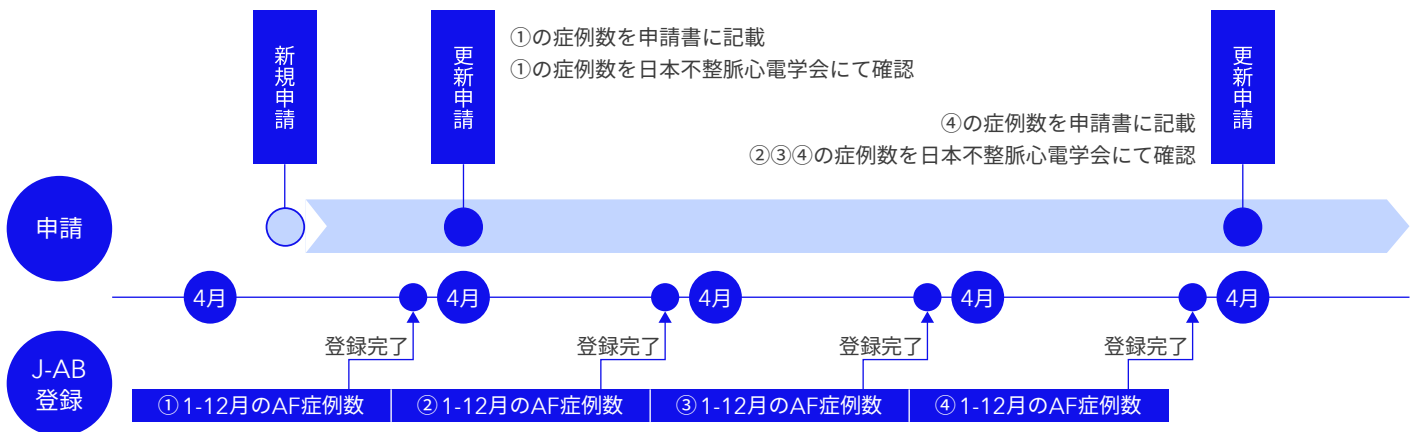 新規申請
更新申請
①の症例数を申請書に記載
①の症例数を日本不整脈心電学会にて確認
④の症例数を申請書に記載
②③④の症例数を日本不整脈心電学会にて確認
更新申請
申請
4月
4月
4月
4月
4月
登録完了
登録完了
登録完了
登録完了
J-AB
登録
①1-12月のAF症例数
②1-12月のAF症例数
③1-12月のAF症例数
④1-12月のAF症例数